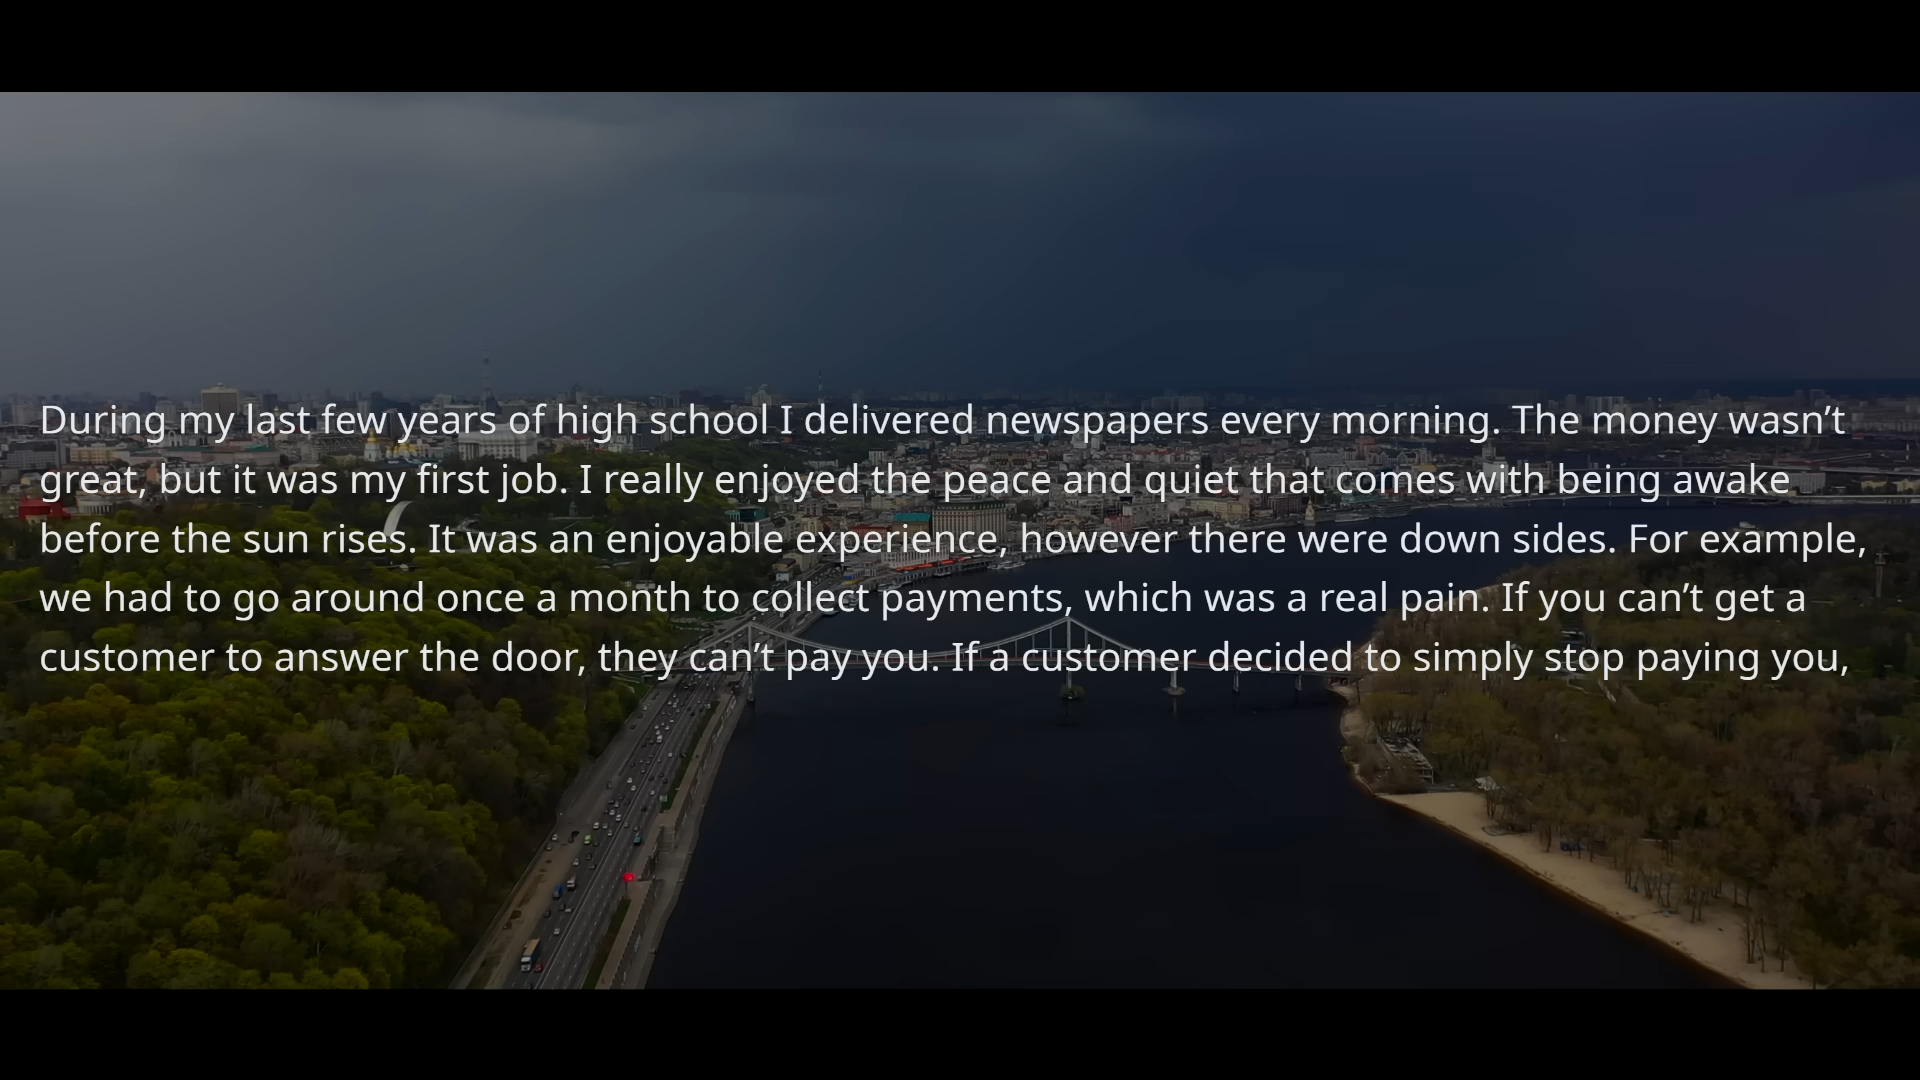 During my last few years of high school I delivered newspapers every morning. The money wasn’t
great, but it was my first job. I really enjoyed the peace and quiet that comes with being awake
before the sun rises. It was an enjoyable experience, however there were down sides. For example,
we had to go around once a month to collect payments, which was a real pain. If you can’t get a
customer to answer the door, they can’t pay you. If a customer decided to simply stop paying you,